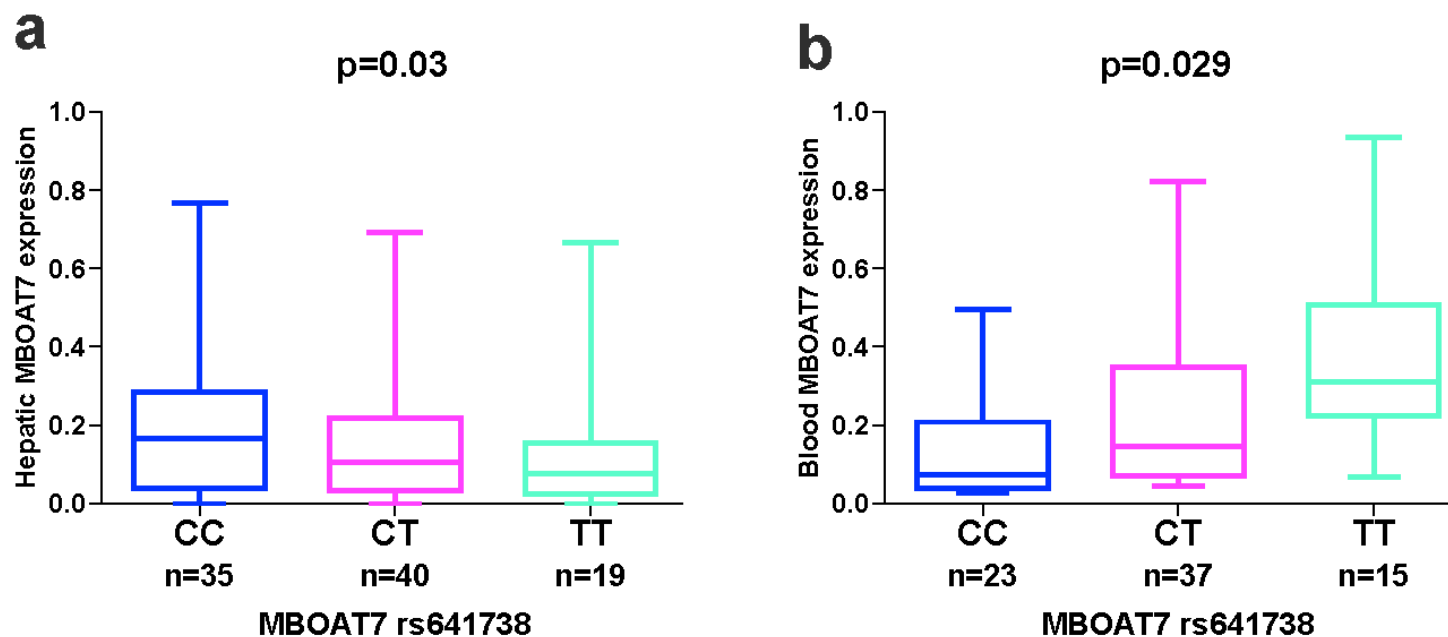 a
p=0.03
Hepatic MBOAT7 expression
1.0
0.8
0.6
0.4
0.2
0.0
CC CT TT
n=35 n=40 n=19
MBOAT7 rs641738
b
p=0.029
Blood MBOAT7 expression
1.0
0.8
0.6
0.4
0.2
0.0
CC CT TT
n=23 n=37 n=15
MBOAT7 rs641738